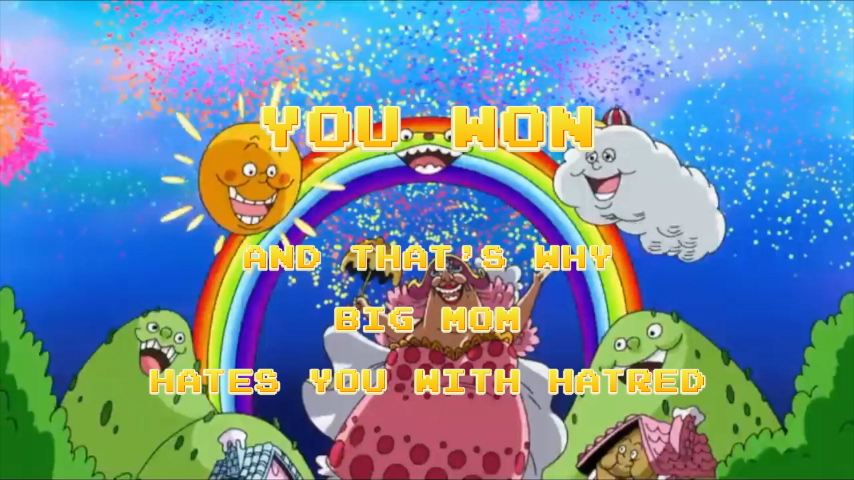 YOU WON
AND THAT'S WHY
BIG MOM
HATES YOU WITH HATRED